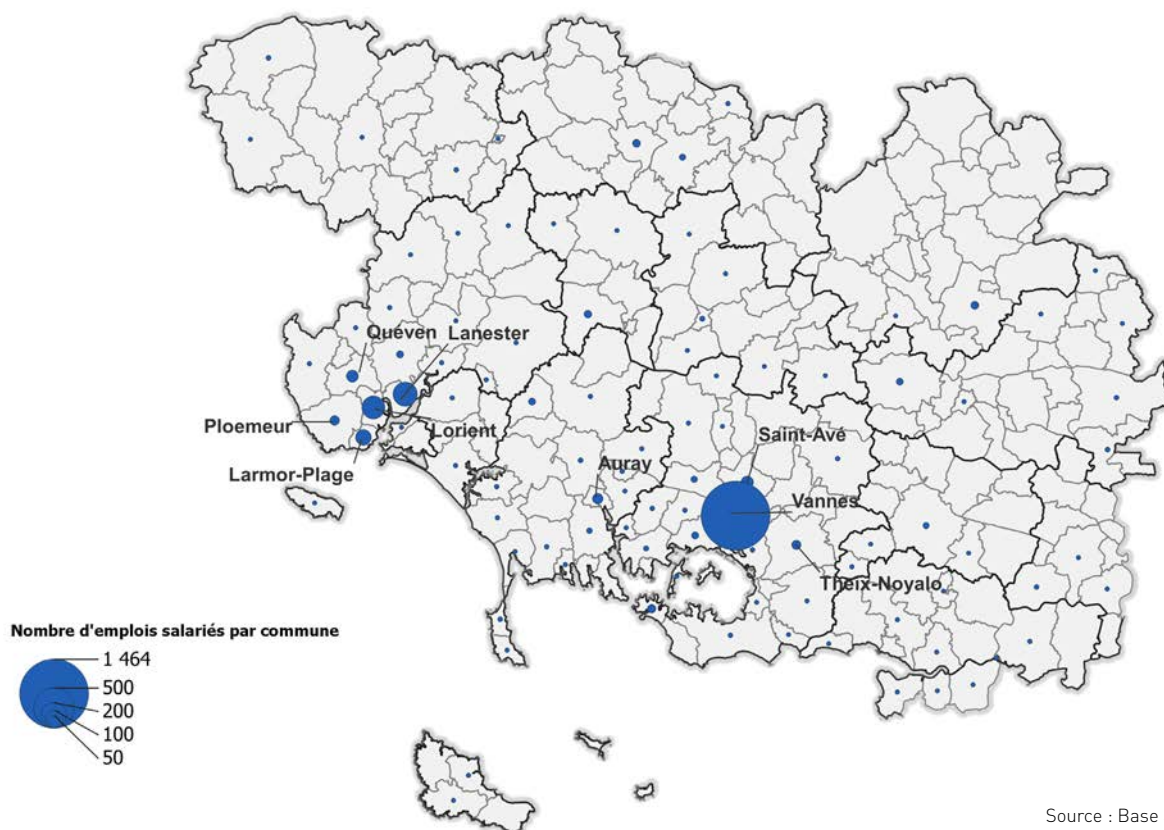 Quéven
Lanester
Ploemeur
Lorient
Larmor-Plage
Auray
Saint-Avé
Vannes
Theix-Noyalo
Nombre d'emplois salariés par commune
1 464
500
200
100
50
Source : Base